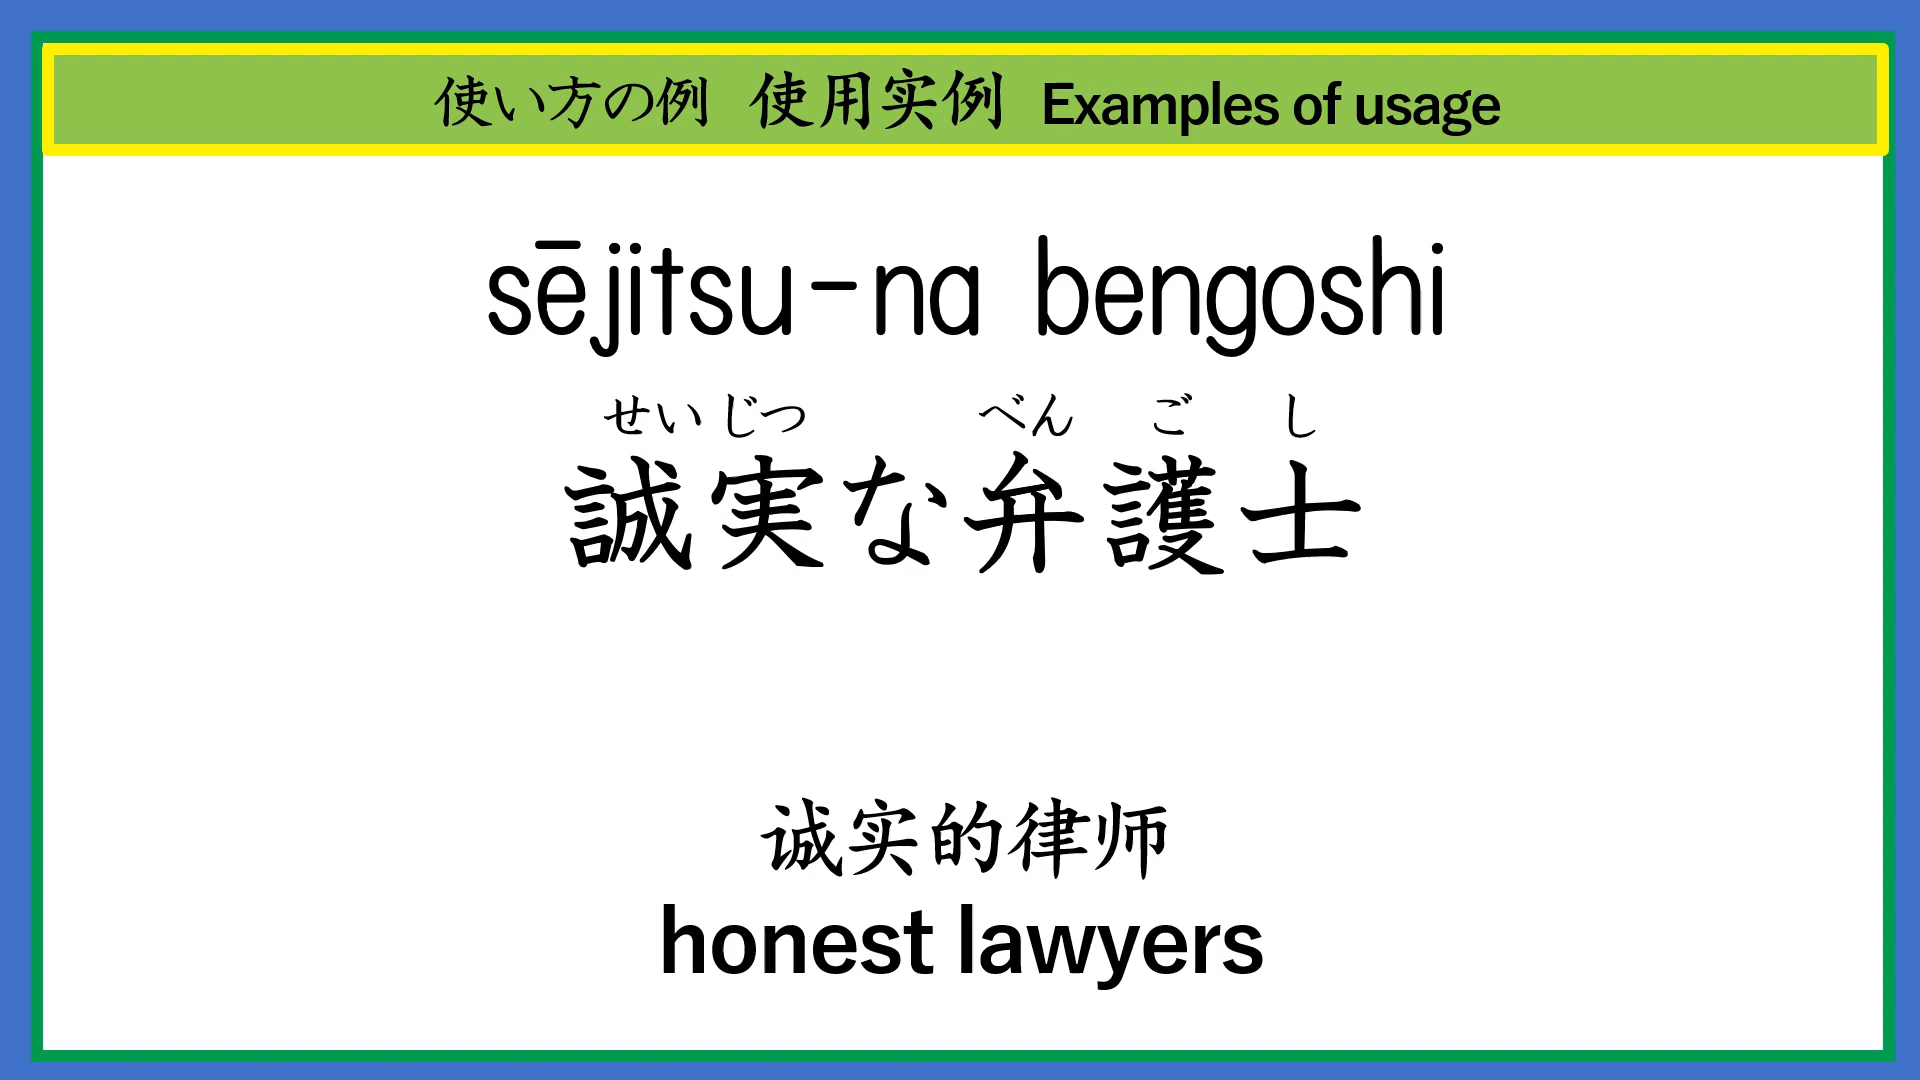 使い方の例 使用实例 Examples of usage
sējitsu-na bengoshi
せい じつ べん ご し
誠実な弁護士
诚实的律师
honest lawyers